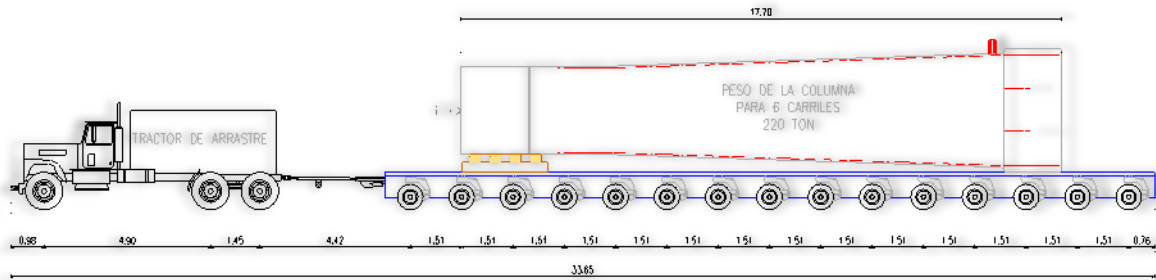 17.70
PESO DE LA COLUMNA
PARA 6 CARRILES
220 TON
TRACTOR DE ARRASTRE
0.98 4.90 1.45 4.42 1.51 1.51 1.51 1.51 1.51 1.51 1.51 1.51 1.51 1.51 1.51 1.51 1.51 1.51 0.76
33.65